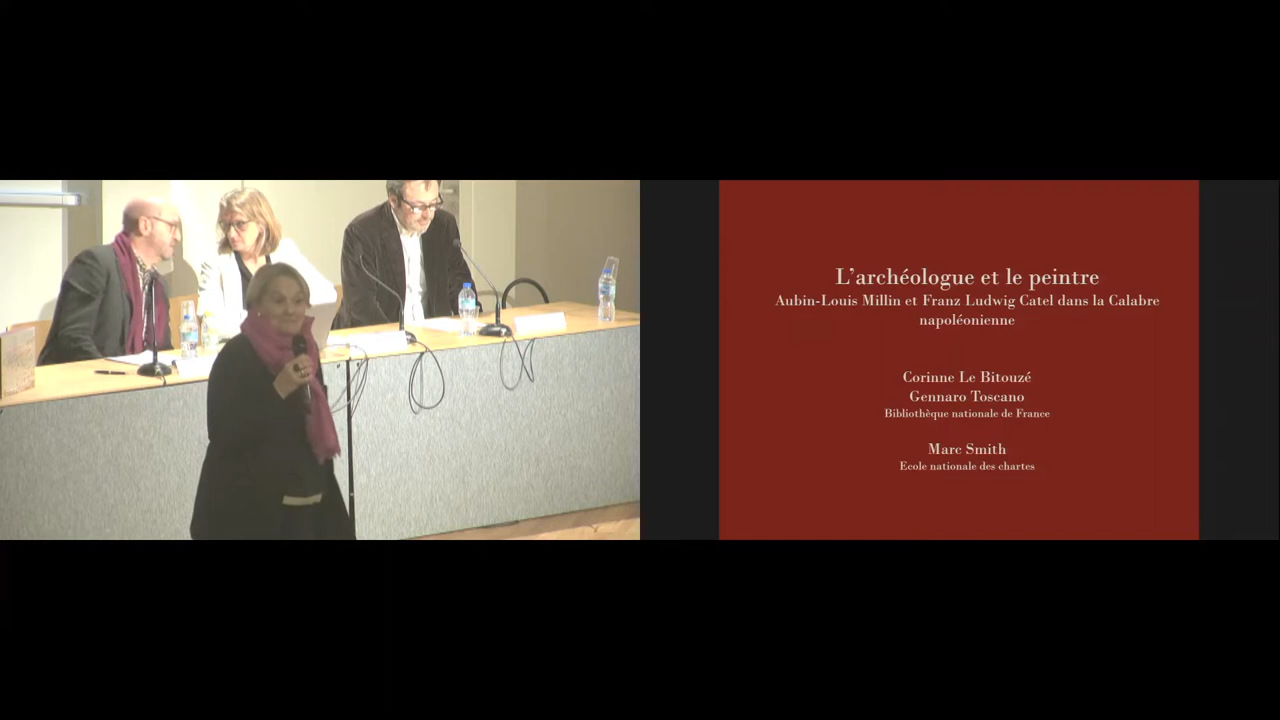 L'archéologue et le peintre
Aubin-Louis Millin et Franz Ludwig Catel dans la Calabre
napoléonienne
Corinne Le Bitouzé
Gennaro Toscano
Bibliothèque nationale de France
Marc Smith
Ecole nationale des chartes